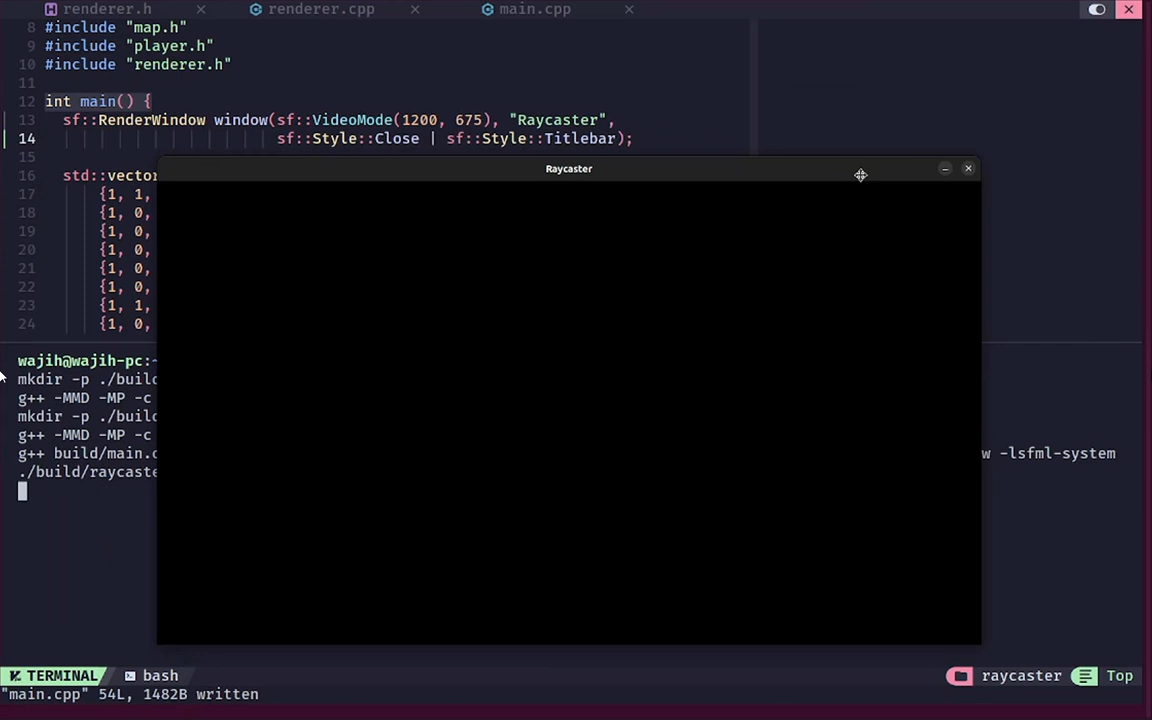 renderer.h renderer.cpp main.cpp
8 #include "map.h"
9 #include "player.h"
10 #include "renderer.h"
11
12 int main() {
13 sf::RenderWindow window(sf::VideoMode(1200, 675), "Raycaster",
14 sf::Style::Close | sf::Style::Titlebar);
15
16 std::vector
17 {1, 1,
18 {1, 0,
19 {1, 0,
20 {1, 0,
21 {1, 0,
22 {1, 0,
23 {1, 1,
24 {1, 0,
Raycaster
wajih@wajih-pc:~
mkdir -p ./build
g++ -MMD -MP -c
mkdir -p ./build
g++ -MMD -MP -c
g++ build/main.o w -lsfml-system
./build/raycaste
TERMINAL bash raycaster Top
"main.cpp" 54L, 1482B written